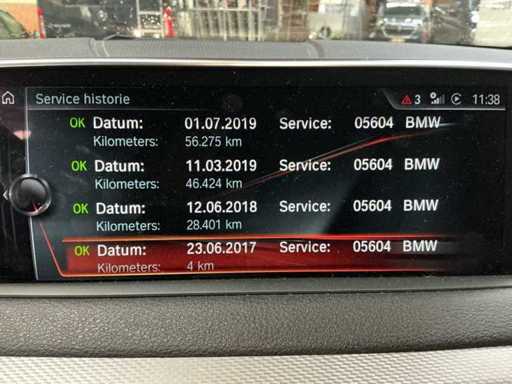 Service historie 3 11:38
OK Datum: 01.07.2019 Service: 05604 BMW
Kilometers: 56.275 km
OK Datum: 11.03.2019 Service: 05604 BMW
Kilometers: 46.424 km
OK Datum: 12.06.2018 Service: 05604 BMW
Kilometers: 28.401 km
OK Datum: 23.06.2017 Service: 05604 BMW
Kilometers: 4 km